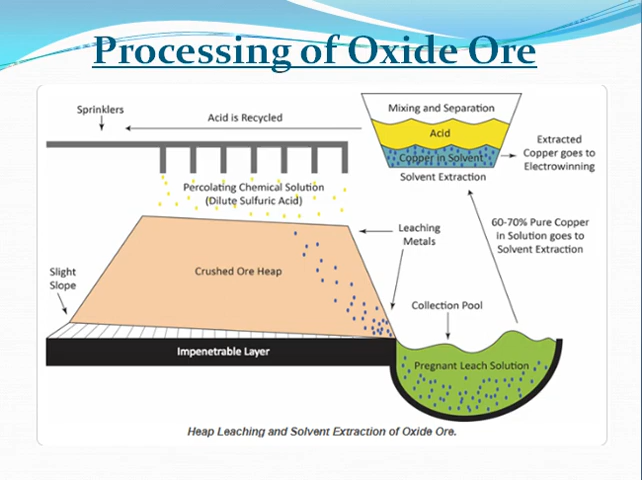 Processing of Oxide Ore
Sprinklers
Acid is Recycled
Mixing and Separation
Acid
Copper in Solvent
Solvent Extraction
Extracted
Copper goes to
Electrowinning
Percolating Chemical Solution
(Dilute Sulfuric Acid)
Leaching
Metals
60-70% Pure Copper
in Solution goes to
Solvent Extraction
Crushed Ore Heap
Slight
Slope
Collection Pool
Impenetrable Layer
Pregnant Leach Solution
Heap Leaching and Solvent Extraction of Oxide Ore.